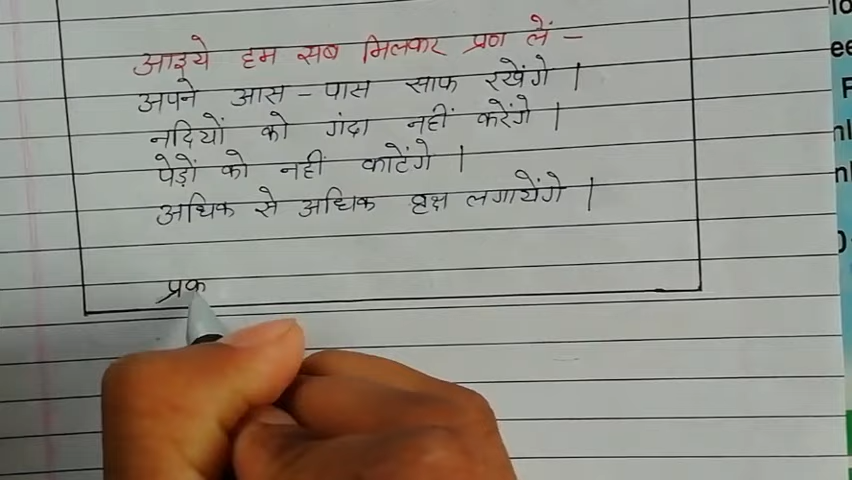 आइये हम सब मिलकर प्रण लें –
अपने आस – पास साफ रखेंगे |
नदियों को गंदा नहीं करेंगे |
पेड़ों को नहीं काटेंगे |
अधिक से अधिक वृक्ष लगायेंगे |
प्रक